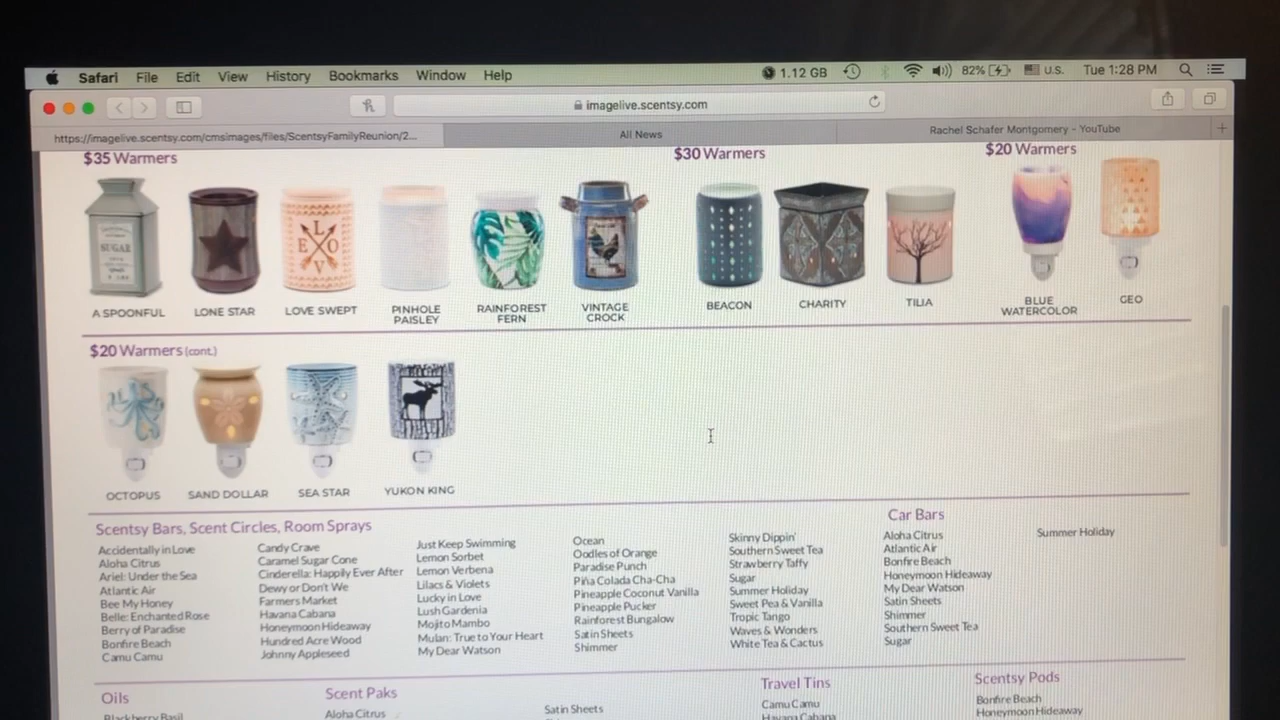 Safari File Edit View History Bookmarks Window Help 1.12 GB 82% U.S. Tue 1:28 PM
imagelive.scentsy.com
https://imagelive.scentsy.com/cmsimages/files/ScentsyFamilyReunion/2...
All News
Rachel Schafer Montgomery - YouTube
$35 Warmers
$30 Warmers
$20 Warmers
SUGAR
L
E O
V
A SPOONFUL
LONE STAR
LOVE SWEPT
PINHOLE
PAISLEY
RAINFOREST
FERN
VINTAGE
CROCK
BEACON
CHARITY
TILIA
BLUE
WATERCOLOR
GEO
$20 Warmers (cont.)
OCTOPUS
SAND DOLLAR
SEA STAR
YUKON KING
Scentsy Bars, Scent Circles, Room Sprays
Accidentally in Love
Aloha Citrus
Ariel: Under the Sea
Atlantic Air
Bee My Honey
Belle: Enchanted Rose
Berry of Paradise
Bonfire Beach
Camu Camu
Candy Crave
Caramel Sugar Cone
Cinderella: Happily Ever After
Dewy or Don't We
Farmers Market
Havana Cabana
Honeymoon Hideaway
Hundred Acre Wood
Johnny Appleseed
Just Keep Swimming
Lemon Sorbet
Lemon Verbena
Lilacs & Violets
Lucky in Love
Lush Gardenia
Mojito Mambo
Mulan: True to Your Heart
My Dear Watson
Ocean
Oodles of Orange
Paradise Punch
Piña Colada Cha-Cha
Pineapple Coconut Vanilla
Pineapple Pucker
Rainforest Bungalow
Satin Sheets
Shimmer
Skinny Dippin'
Southern Sweet Tea
Strawberry Taffy
Sugar
Summer Holiday
Sweet Pea & Vanilla
Tropic Tango
Waves & Wonders
White Tea & Cactus
Car Bars
Aloha Citrus
Atlantic Air
Bonfire Beach
Honeymoon Hideaway
My Dear Watson
Satin Sheets
Shimmer
Southern Sweet Tea
Sugar
Summer Holiday
Oils
Blackberry Basil
Scent Paks
Aloha Citrus
Satin Sheets
Travel Tins
Camu Camu
Havana Cabana
Scentsy Pods
Bonfire Beach
Honeymoon Hideaway